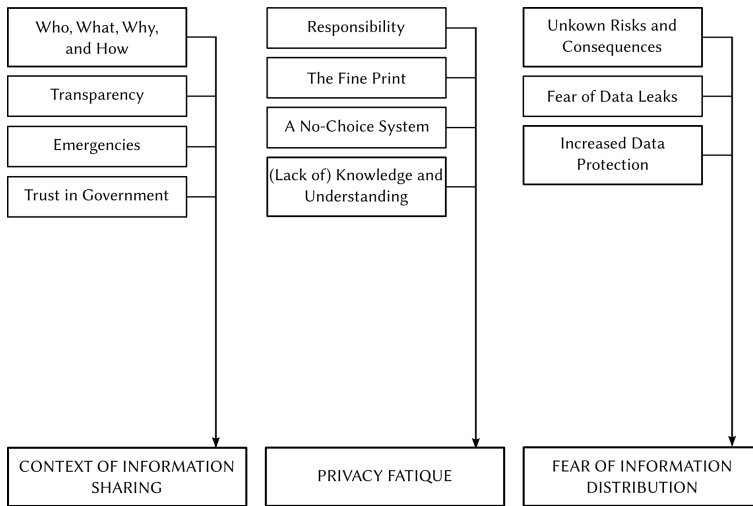 Who, What, Why,
and How
Transparency
Emergencies
Trust in Government
CONTEXT OF INFORMATION
SHARING
Responsibility
The Fine Print
A No-Choice System
(Lack of) Knowledge and
Understanding
PRIVACY FATIQUE
Unkown Risks and
Consequences
Fear of Data Leaks
Increased Data
Protection
FEAR OF INFORMATION
DISTRIBUTION